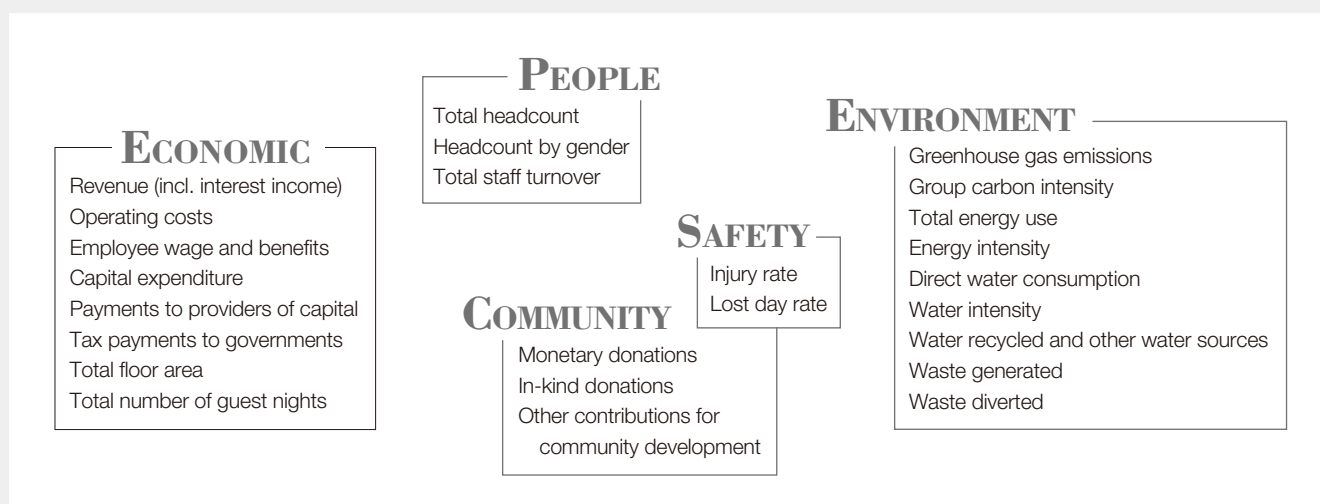 ECONOMIC
Revenue (incl. interest income)
Operating costs
Employee wage and benefits
Capital expenditure
Payments to providers of capital
Tax payments to governments
Total floor area
Total number of guest nights
PEOPLE
Total headcount
Headcount by gender
Total staff turnover
COMMUNITY
Monetary donations
In-kind donations
Other contributions for
community development
SAFETY
Injury rate
Lost day rate
ENVIRONMENT
Greenhouse gas emissions
Group carbon intensity
Total energy use
Energy intensity
Direct water consumption
Water intensity
Water recycled and other water sources
Waste generated
Waste diverted